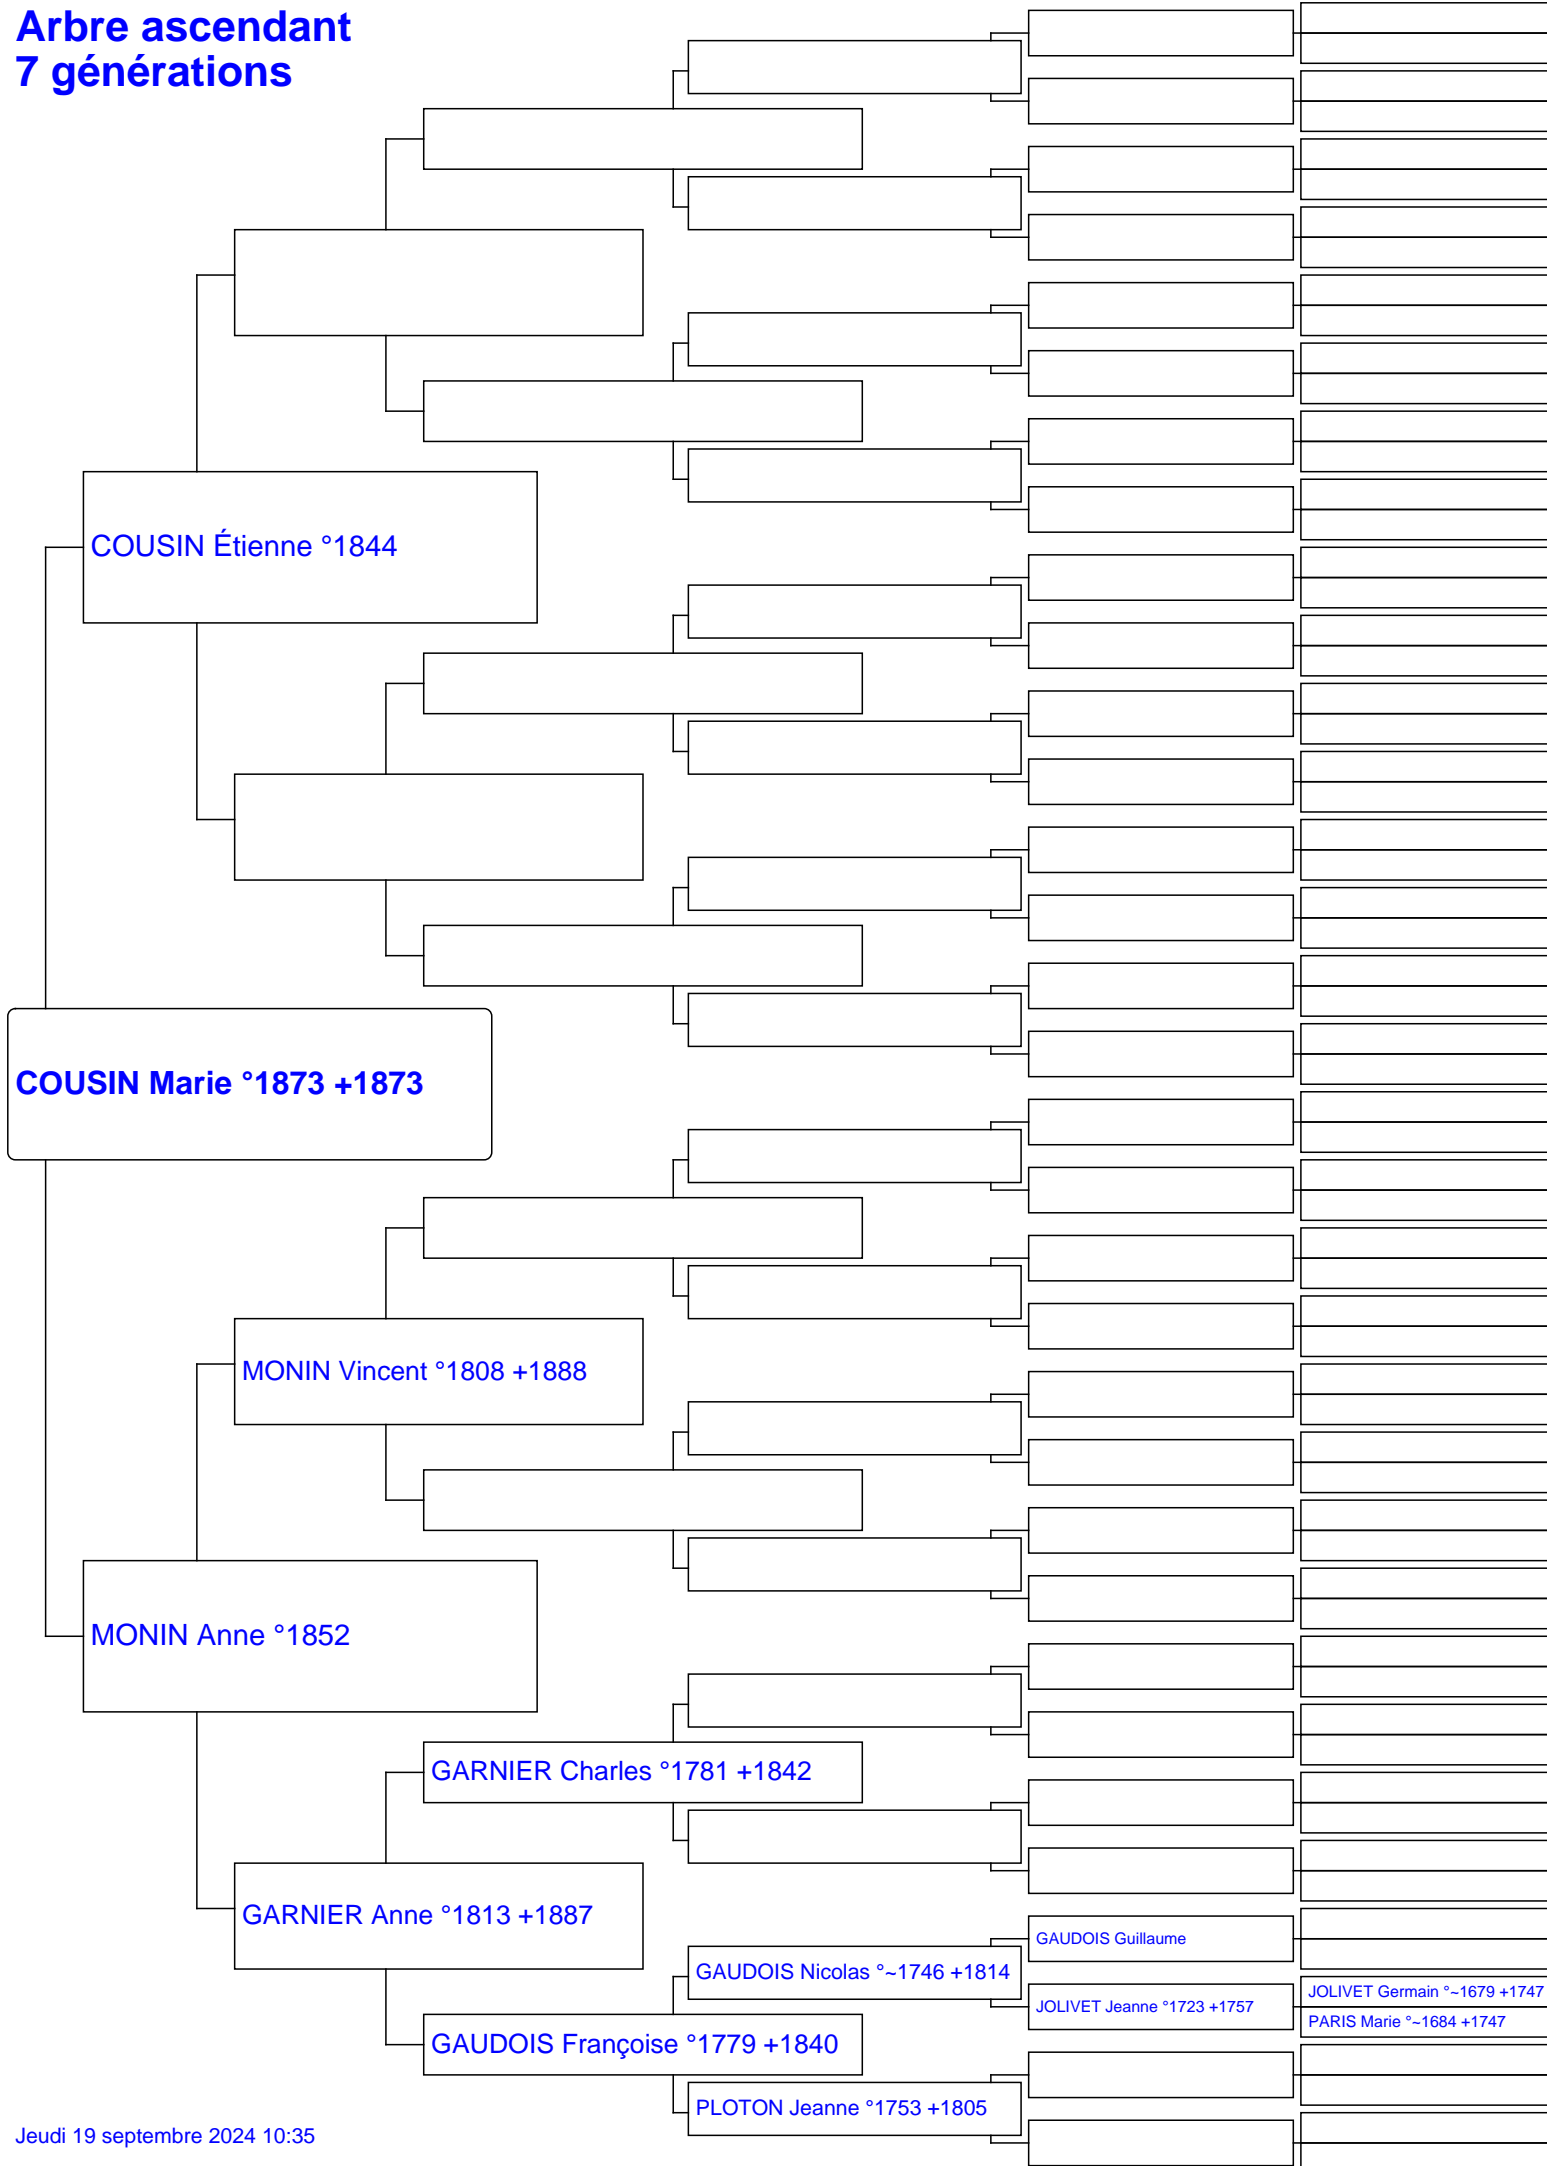 Arbre ascendant
7 générations
COUSIN Étienne °1844
COUSIN Marie °1873 +1873
MONIN Vincent °1808 +1888
MONIN Anne °1852
GARNIER Charles °1781 +1842
GARNIER Anne °1813 +1887
GAUDOIS Guillaume
GAUDOIS Nicolas °~1746 +1814
JOLIVET Germain °~1679 +1747
JOLIVET Jeanne °1723 +1757
PARIS Marie °~1684 +1747
GAUDOIS Françoise °1779 +1840
PLOTON Jeanne °1753 +1805
Jeudi 19 septembre 2024 10:35